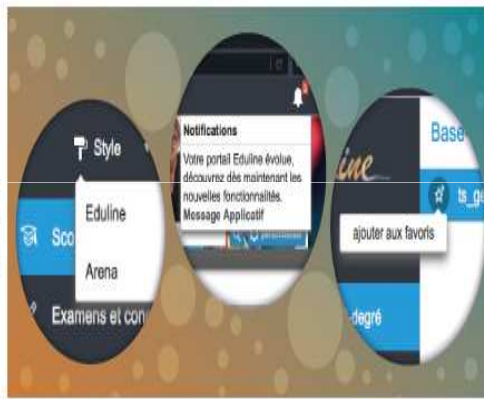 Style
Eduline
Sco
Arena
Examens et con
Notifications
Votre portail Eduline évolue,
découvrez dès maintenant les
nouvelles fonctionnalités.
Message Applicatif
Base
ine
ts_ge
ajouter aux favoris
-degré